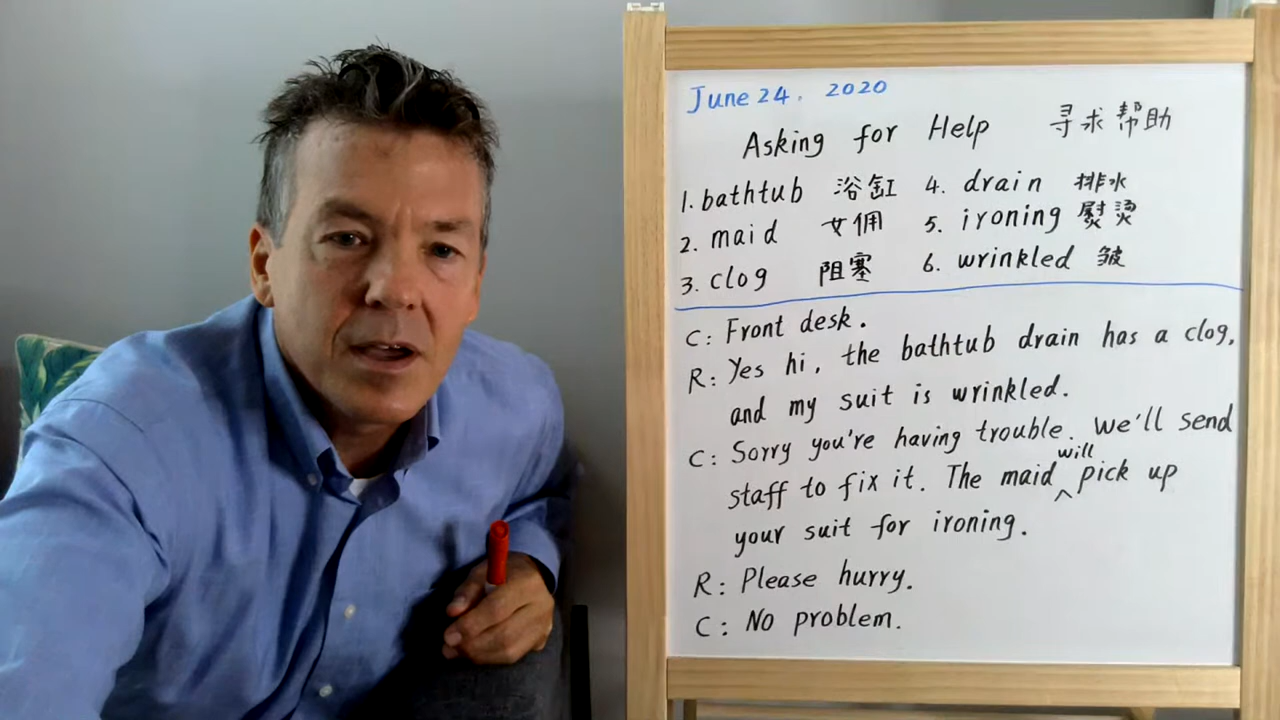 June 24, 2020
Asking for Help 寻求帮助
1. bathtub 浴缸 4. drain 排水
2. maid 女佣 5. ironing 熨烫
3. clog 阻塞 6. wrinkled 皱
C: Front desk.
R: Yes hi, the bathtub drain has a clog,
and my suit is wrinkled.
C: Sorry you're having trouble. We'll send
staff to fix it. The maid will pick up
your suit for ironing.
R: Please hurry.
C: No problem.